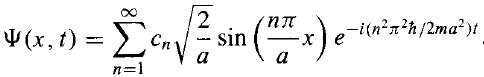 Ψ(x, t) = ∑_{n=1}^{∞} c_n √(2/a) sin (nπ/a x) e^{−i(n²π²ħ/2ma²)t}.